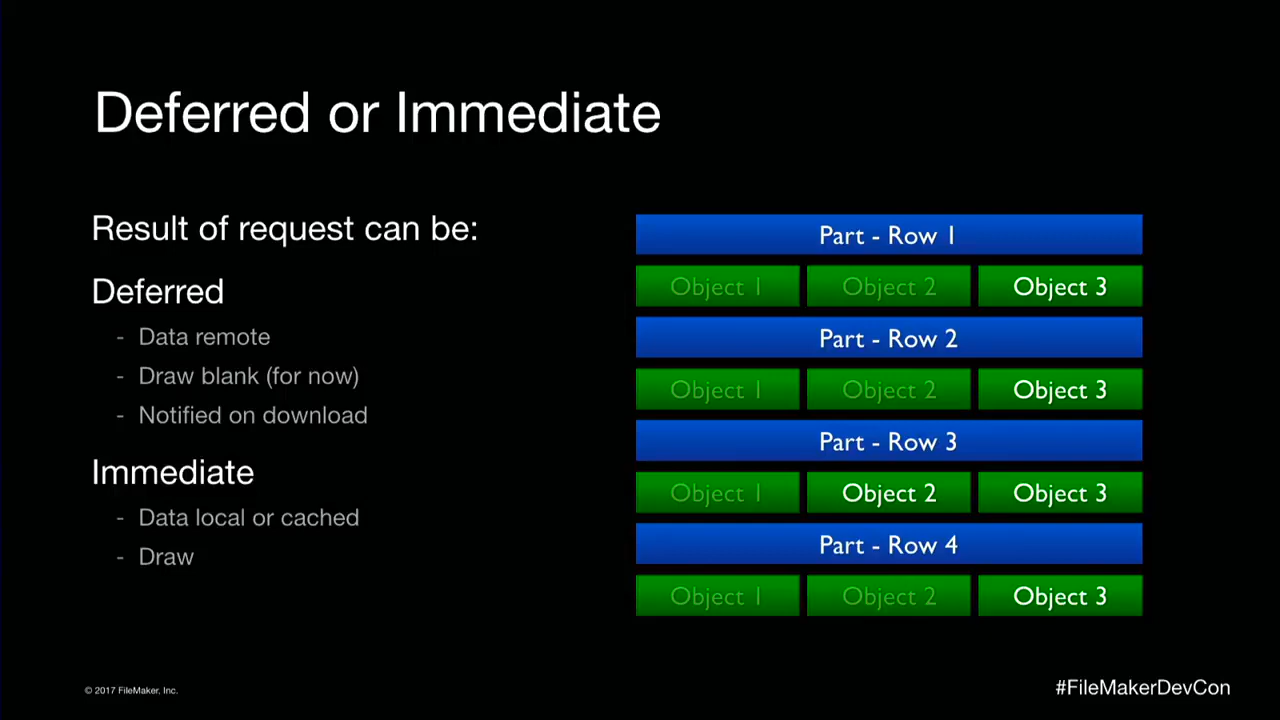 Deferred or Immediate
Result of request can be:
Deferred
- Data remote
- Draw blank (for now)
- Notified on download
Immediate
- Data local or cached
- Draw
Part - Row 1
Object 1 Object 2 Object 3
Part - Row 2
Object 1 Object 2 Object 3
Part - Row 3
Object 1 Object 2 Object 3
Part - Row 4
Object 1 Object 2 Object 3
© 2017 FileMaker, Inc.
#FileMakerDevCon